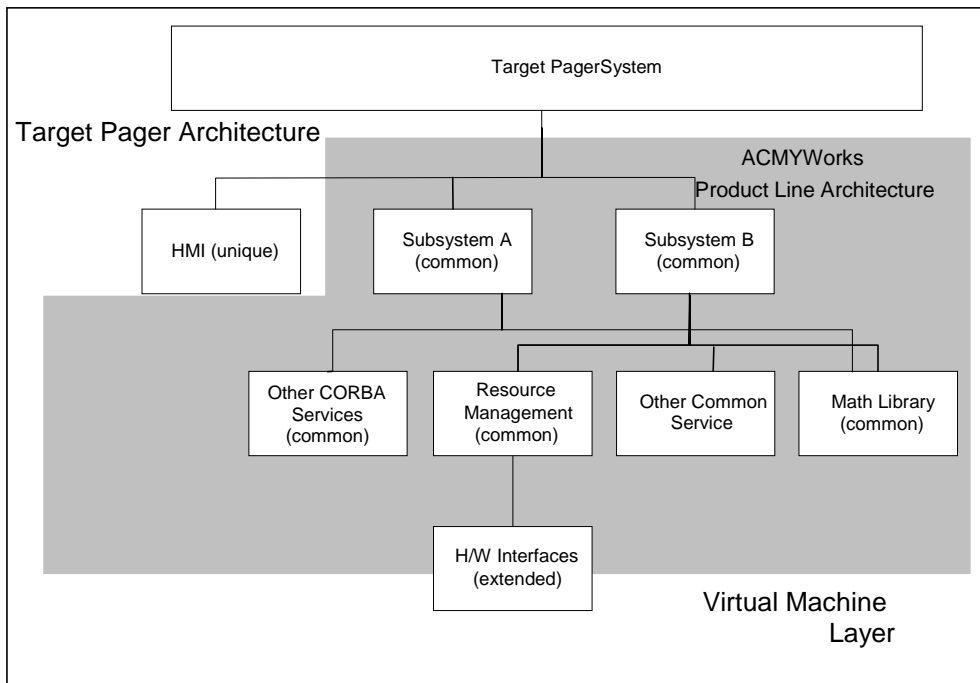 Target PagerSystem
Target Pager Architecture
ACMYWorks
Product Line Architecture
HMI (unique)
Subsystem A
(common)
Subsystem B
(common)
Other CORBA
Services
(common)
Resource
Management
(common)
Other Common
Service
Math Library
(common)
H/W Interfaces
(extended)
Virtual Machine
Layer